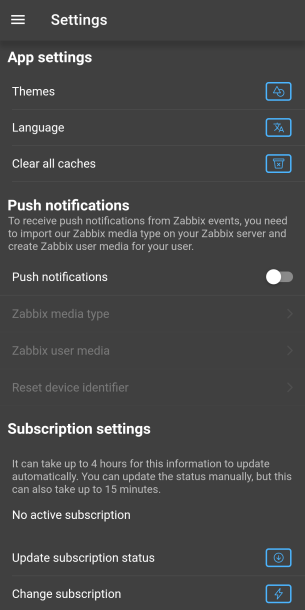 Settings
App settings
Themes
Language
Clear all caches
Push notifications
To receive push notifications from Zabbix events, you need
to import our Zabbix media type on your Zabbix server and
create Zabbix user media for your user.
Push notifications
Zabbix media type
Zabbix user media
Reset device identifier
Subscription settings
It can take up to 4 hours for this information to update
automatically. You can update the status manually, but this
can also take up to 15 minutes.
No active subscription
Update subscription status
Change subscription